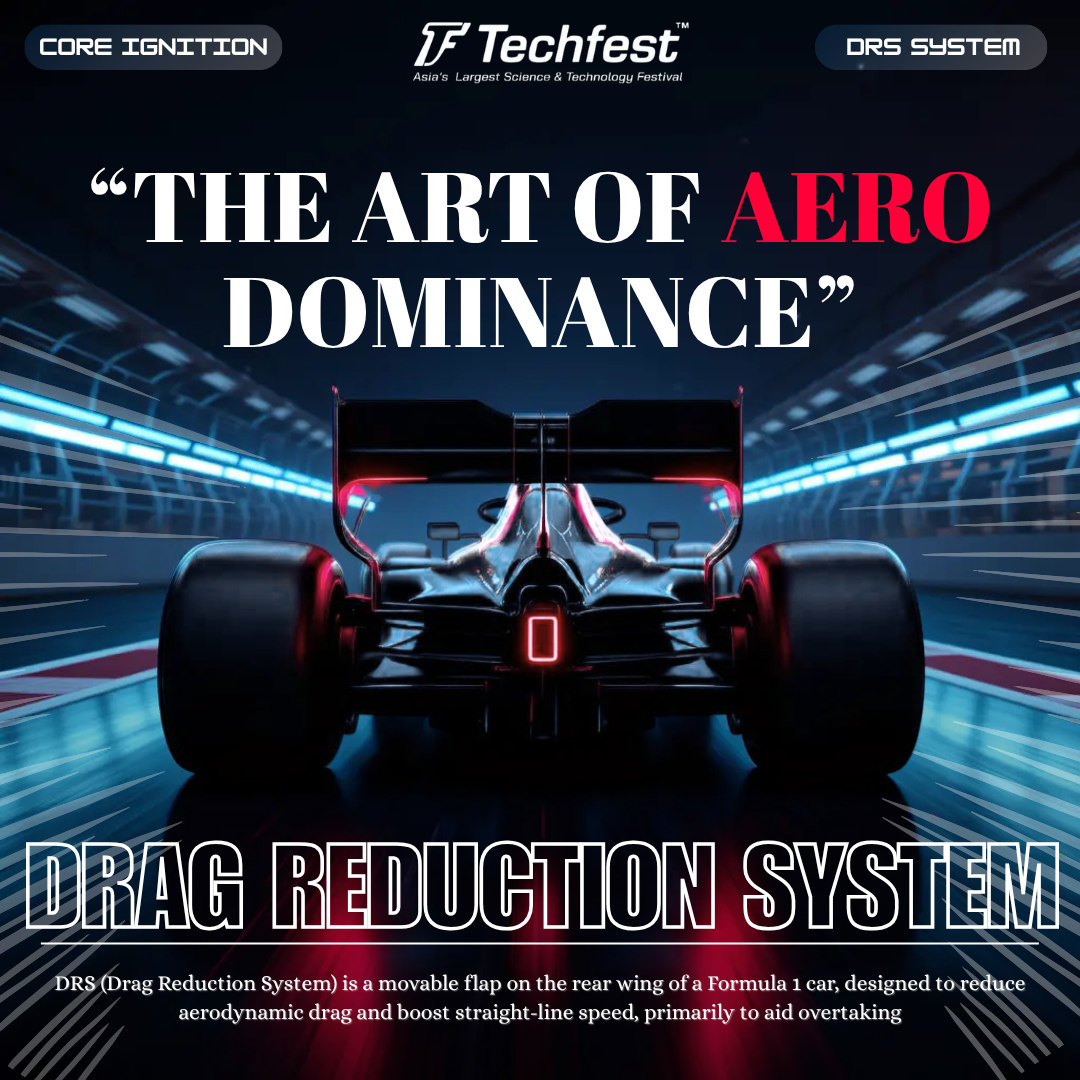 CORE IGNITION
TF Techfest™
Asia's Largest Science & Technology Festival
DRS SYSTEM
“THE ART OF AERO
DOMINANCE”
DRAG REDUCTION SYSTEM
DRS (Drag Reduction System) is a movable flap on the rear wing of a Formula 1 car, designed to reduce
aerodynamic drag and boost straight-line speed, primarily to aid overtaking